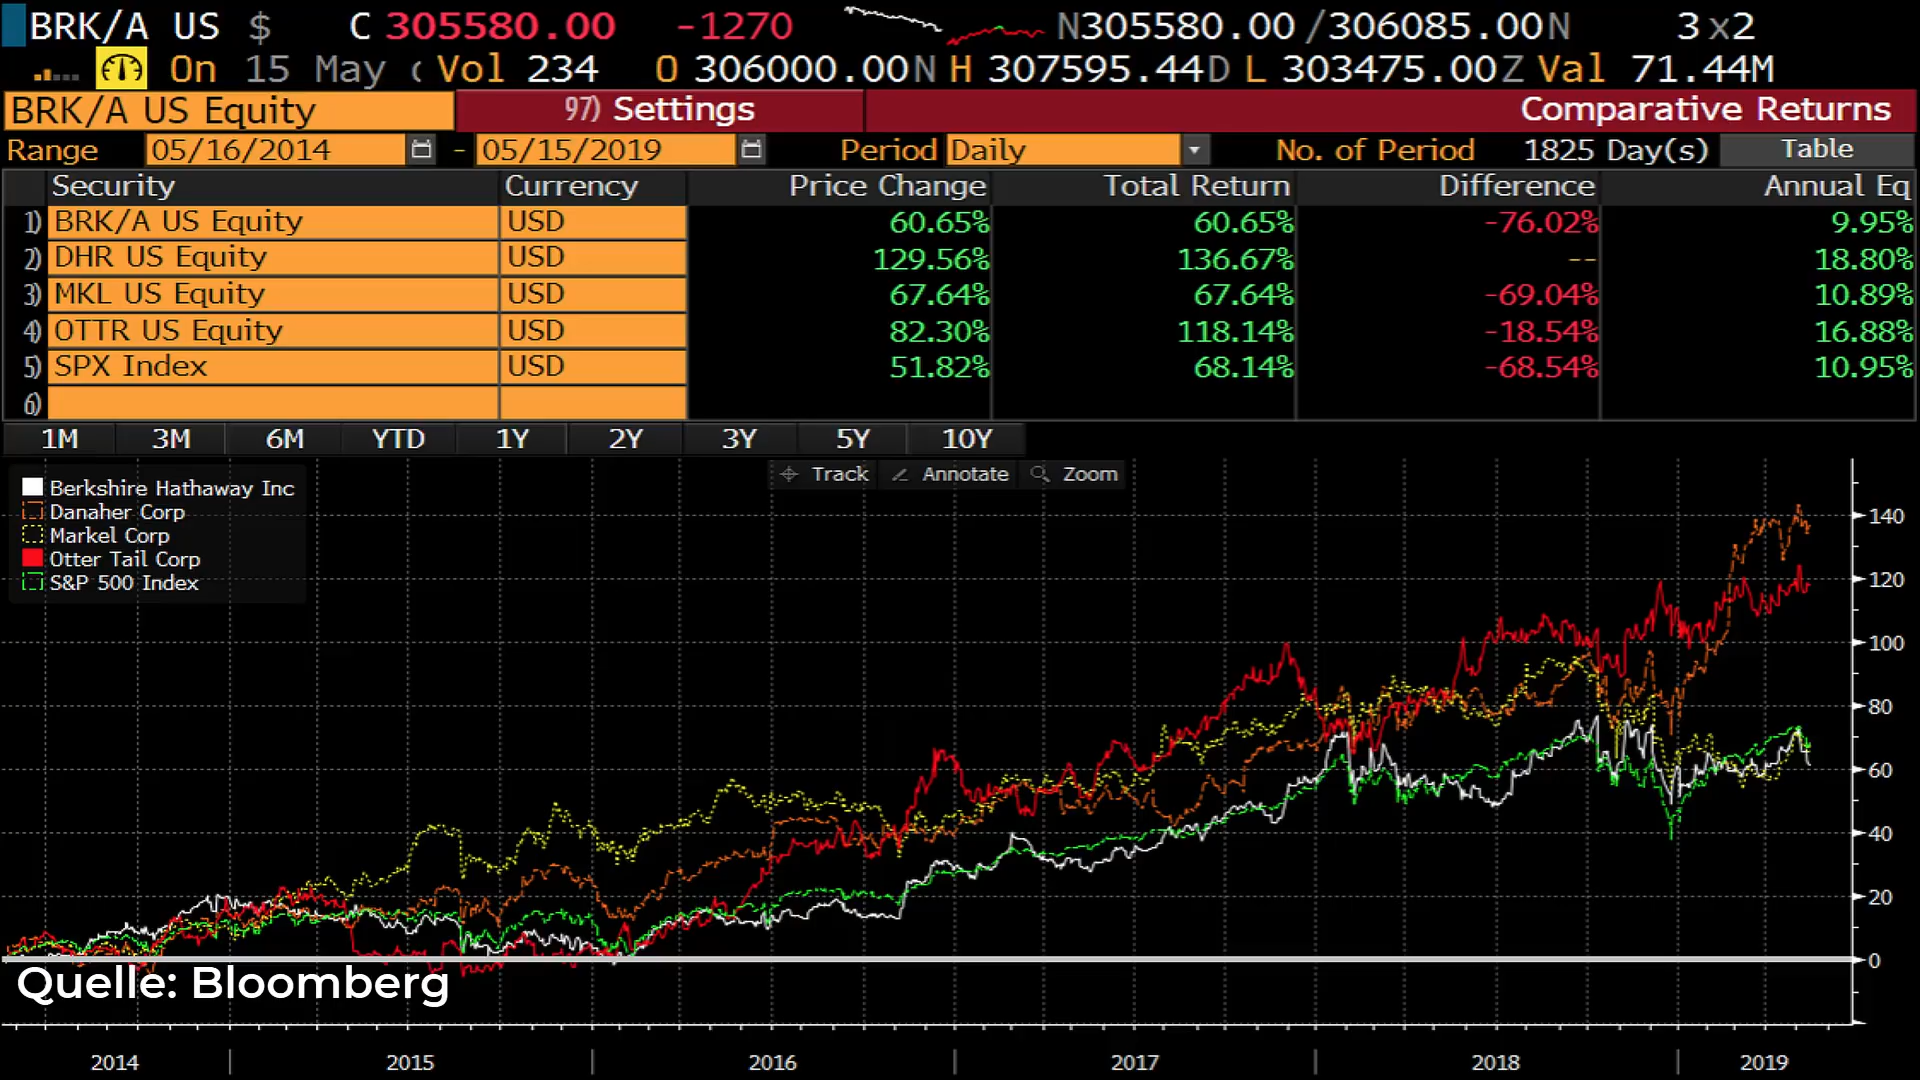 BRK/A US $ C 305580.00 -1270 N305580.00 /306085.00N 3x2
On 15 May Vol 234 O 306000.00N H 307595.44D L 303475.00Z Val 71.44M
BRK/A US Equity 97) Settings Comparative Returns
Range 05/16/2014 - 05/15/2019 Period Daily No. of Period 1825 Day(s) Table
Security Currency Price Change Total Return Difference Annual Eq
1) BRK/A US Equity USD 60.65% 60.65% -76.02% 9.95%
2) DHR US Equity USD 129.56% 136.67% -- 18.80%
3) MKL US Equity USD 67.64% 67.64% -69.04% 10.89%
4) OTTR US Equity USD 82.30% 118.14% -18.54% 16.88%
5) SPX Index USD 51.82% 68.14% -68.54% 10.95%
6)
1M 3M 6M YTD 1Y 2Y 3Y 5Y 10Y
Track Annotate Zoom
Berkshire Hathaway Inc
Danaher Corp
Markel Corp
Otter Tail Corp
S&P 500 Index
140
120
100
80
60
40
20
0
Quelle: Bloomberg
2014 2015 2016 2017 2018 2019